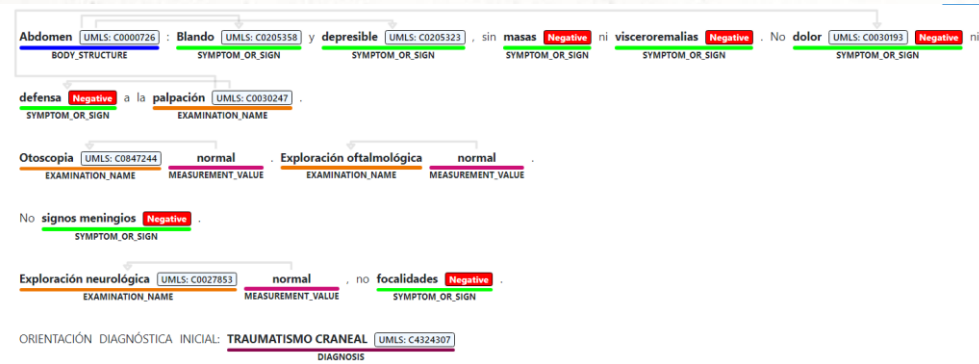 Abdomen UMLS: C0000726 : Blando UMLS: C0205358 y depresible UMLS: C0205323 , sin masas Negative ni visceroremalias Negative . No dolor UMLS: C0030193 Negative ni
BODY_STRUCTURE SYMPTOM_OR_SIGN SYMPTOM_OR_SIGN SYMPTOM_OR_SIGN SYMPTOM_OR_SIGN SYMPTOM_OR_SIGN
defensa Negative a la palpación UMLS: C0030247 .
SYMPTOM_OR_SIGN EXAMINATION_NAME
Otoscopia UMLS: C0847244 normal . Exploración oftalmológica normal .
EXAMINATION_NAME MEASUREMENT_VALUE EXAMINATION_NAME MEASUREMENT_VALUE
No signos meningios Negative .
SYMPTOM_OR_SIGN
Exploración neurológica UMLS: C0027853 normal , no focalidades Negative .
EXAMINATION_NAME MEASUREMENT_VALUE SYMPTOM_OR_SIGN
ORIENTACIÓN DIAGNÓSTICA INICIAL: TRAUMATISMO CRANEAL UMLS: C4324307
DIAGNOSIS